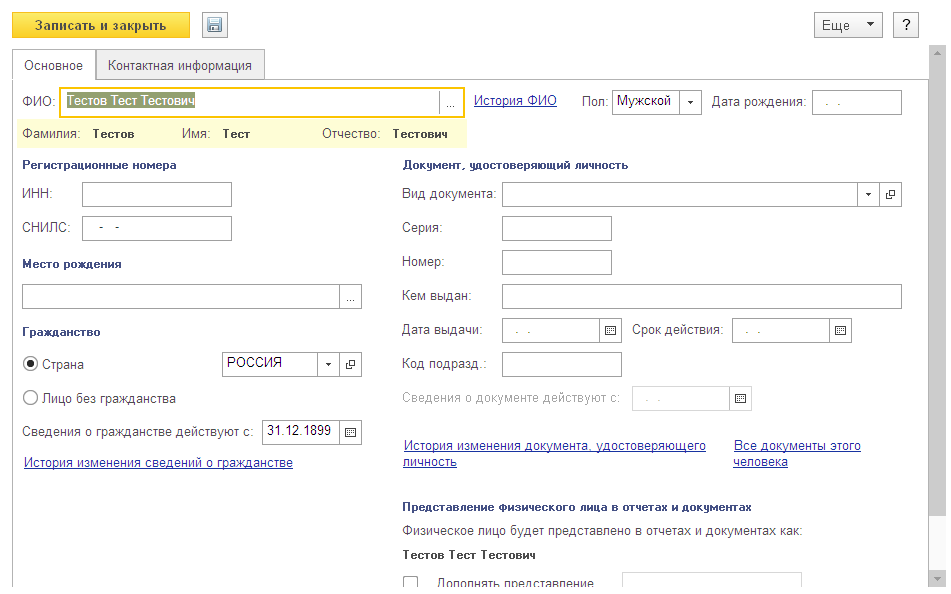 Записать и закрыть
Еще
?
Основное
Контактная информация
ФИО: Тестов Тест Тестович ... История ФИО Пол: Мужской Дата рождения: - -
Фамилия: Тестов Имя: Тест Отчество: Тестович
Регистрационные номера
ИНН:
СНИЛС: - -
Место рождения
...
Гражданство
Страна РОССИЯ
Лицо без гражданства
Сведения о гражданстве действуют с: 31.12.1899
История изменения сведений о гражданстве
Документ, удостоверяющий личность
Вид документа:
Серия:
Номер:
Кем выдан:
Дата выдачи: - - Срок действия: - -
Код подразд.:
Сведения о документе действуют с: - -
История изменения документа, удостоверяющего
личность
Все документы этого
человека
Представление физического лица в отчетах и документах
Физическое лицо будет представлено в отчетах и документах как:
Тестов Тест Тестович
Дополнять представление